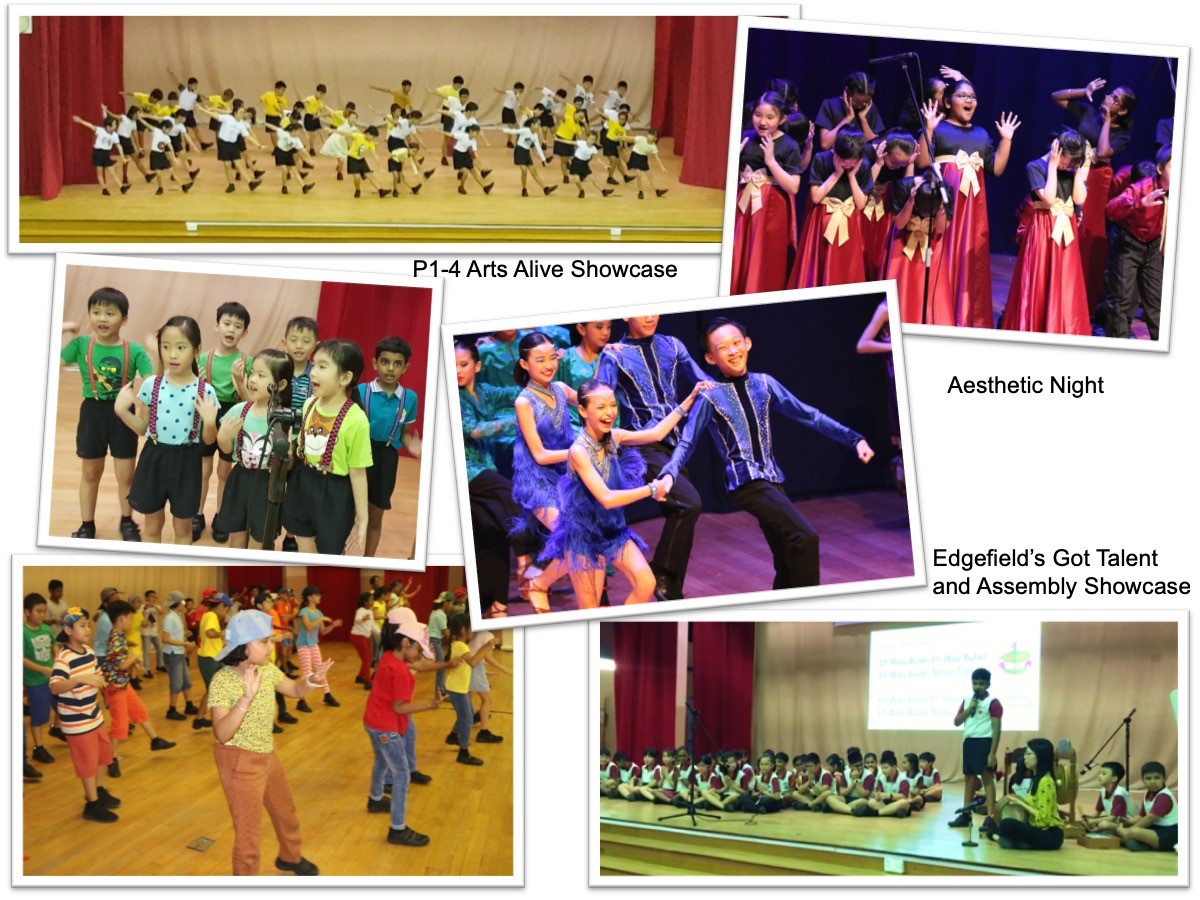 P1-4 Arts Alive Showcase
Aesthetic Night
Edgefield’s Got Talent
and Assembly Showcase